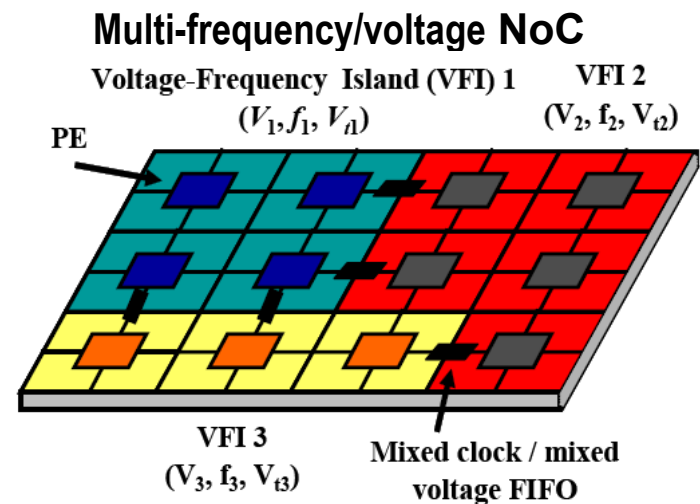 Multi-frequency/voltage NoC
Voltage-Frequency Island (VFI) 1
(V₁, f₁, Vₜ₁)
VFI 2
(V₂, f₂, Vₜ₂)
PE
VFI 3
(V₃, f₃, Vₜ₃)
Mixed clock / mixed
voltage FIFO